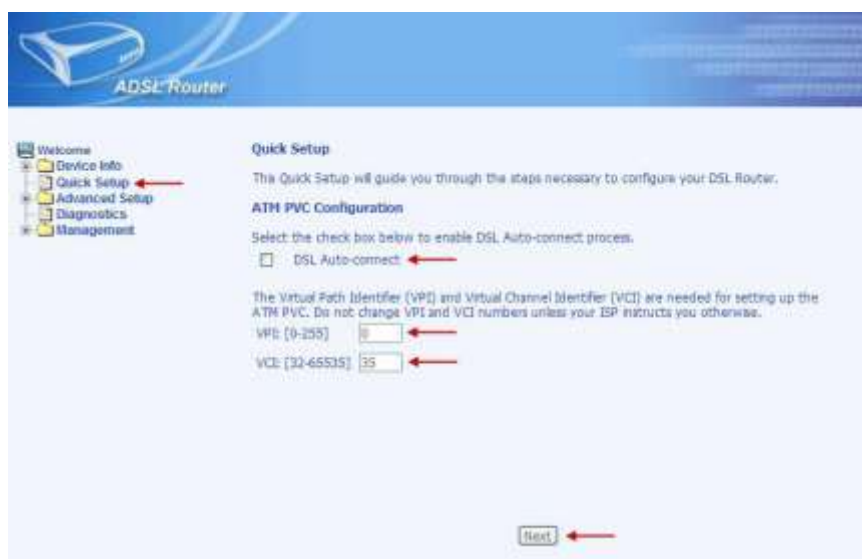 ADSL Router
Welcome
Device Info
Quick Setup
Advanced Setup
Diagnostics
Management
Quick Setup
This Quick Setup will guide you through the steps necessary to configure your DSL Router.
ATM PVC Configuration
Select the check box below to enable DSL Auto-connect process.
DSL Auto-connect
The Virtual Path Identifier (VPI) and Virtual Channel Identifier (VCI) are needed for setting up the
ATM PVC. Do not change VPI and VCI numbers unless your ISP instructs you otherwise.
VPI: [0-255] 0
VCI: [32-65535] 35
Next